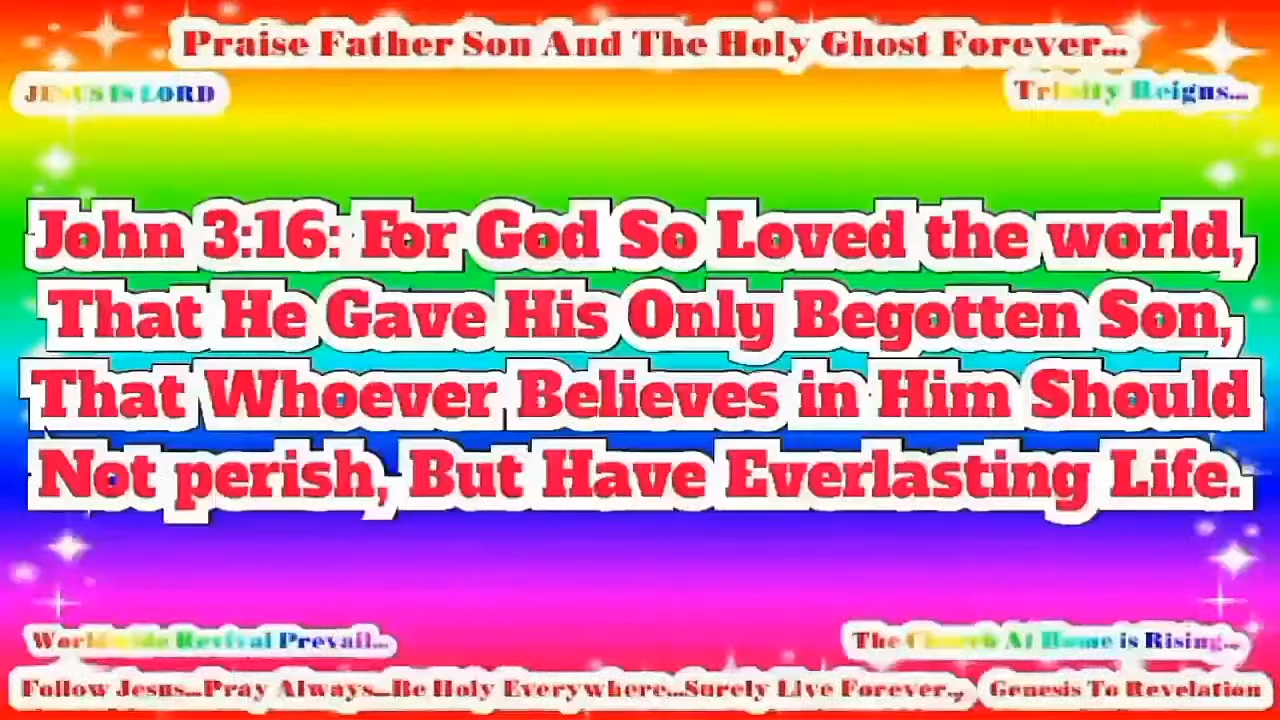 Praise Father Son And The Holy Ghost Forever...
JESUS IS LORD
Trinity Reigns...
John 3:16: For God So Loved the world,
That He Gave His Only Begotten Son,
That Whoever Believes in Him Should
Not perish, But Have Everlasting Life.
Worldwide Revival Prevail...
The Church At Home is Rising...
Follow Jesus...Pray Always...Be Holy Everywhere...Surely Live Forever...,
Genesis To Revelation